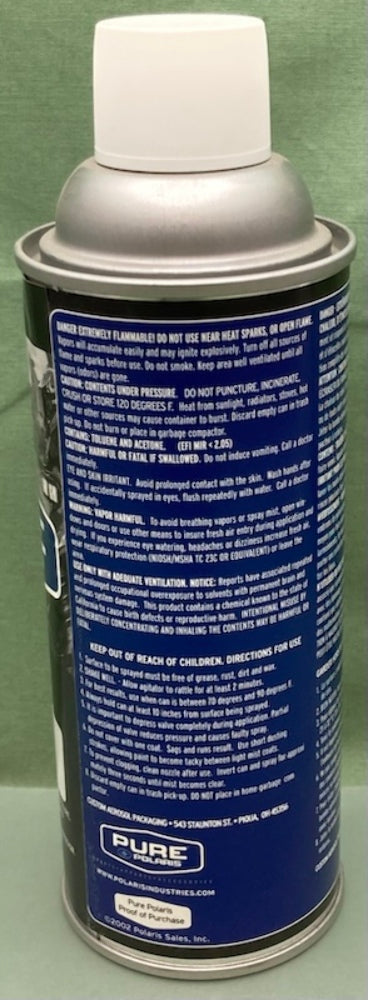 DANGER EXTREMELY FLAMMABLE! DO NOT USE NEAR HEAT SPARKS, OR OPEN FLAME.
Vapors will accumulate easily and may ignite explosively. Turn off all sources of
flame and sparks before use. Do not smoke. Keep area well ventilated until all
vapors (odors) are gone.
CAUTION: CONTENTS UNDER PRESSURE. DO NOT PUNCTURE, INCINERATE,
CRUSH OR STORE 120 DEGREES F. Heat from sunlight, radiators, stoves, hot
water or other sources may cause container to burst. Discard empty can in trash
pick-up. Do not burn or place in garbage compactor.
CONTAINS: TOLUENE AND ACETONE. (EFI MIR < 2.05)
CAUTION: HARMFUL OR FATAL IF SWALLOWED. Do not induce vomiting. Call a doctor
immediately.
EYE AND SKIN IRRITANT. Avoid prolonged contact with the skin. Wash hands after
using. If accidentally sprayed in eyes, flush repeatedly with water. Call a doctor
immediately.
WARNING: VAPOR HARMFUL. To avoid breathing vapors or spray mist, open win-
dows and doors or use other means to insure fresh air entry during application and
drying. If you experience eye watering, headaches or dizziness increase fresh air,
wear respiratory protection (NIOSH/MSHA TC 23C OR EQUIVALENT) or leave the
area.
USE ONLY WITH ADEQUATE VENTILATION. NOTICE: Reports have associated repeated
and prolonged occupational overexposure to solvents with permanent brain and
nervous system damage. This product contains a chemical known to the state of
California to cause birth defects or reproductive harm. INTENTIONAL MISUSE BY
DELIBERATELY CONCENTRATING AND INHALING THE CONTENTS MAY BE HARMFUL OR
FATAL.
KEEP OUT OF REACH OF CHILDREN. DIRECTIONS FOR USE
1. Surface to be sprayed must be free of grease, rust, dirt and wax.
2. SHAKE WELL - Allow agitator to rattle for at least 2 minutes.
3. For best results, use when can is between 70 degrees and 90 degrees F.
4. Always hold can at least 10 inches from surface being sprayed.
5. It is important to depress valve completely during application. Partial
depression of valve reduces pressure and causes faulty spray.
6. Do not cover with one coat. Sags and runs result. Use short dusting
strokes, allowing paint to become tacky between light mist coats.
7. To prevent clogging, clean nozzle after use. Invert can and spray for approxi
mately three seconds until mist becomes clear.
8. Discard empty can in trash pick-up. DO NOT place in home garbage com
pactor.
CUSTOM AEROSOL PACKAGING • 543 STAUNTON ST. • PIQUA, OH 45356
PURE
POLARIS
WWW.POLARISINDUSTRIES.COM
Pure Polaris
Proof of Purchase
©2002 Polaris Sales, Inc.